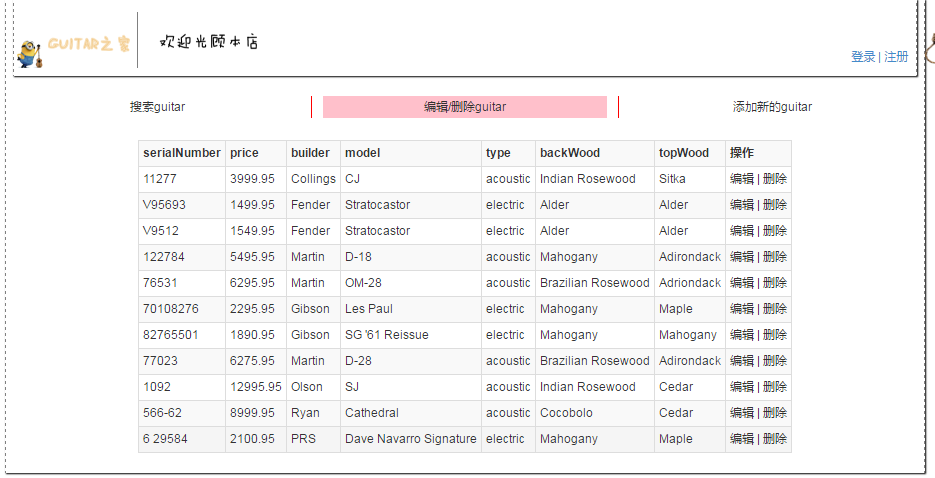 GUITAR之家 欢迎光顾本店
登录 | 注册
搜索guitar 编辑/删除guitar 添加新的guitar
serialNumber price builder model type backWood topWood 操作
11277 3999.95 Collings CJ acoustic Indian Rosewood Sitka 编辑 | 删除
V95693 1499.95 Fender Stratocastor electric Alder Alder 编辑 | 删除
V9512 1549.95 Fender Stratocastor electric Alder Alder 编辑 | 删除
122784 5495.95 Martin D-18 acoustic Mahogany Adirondack 编辑 | 删除
76531 6295.95 Martin OM-28 acoustic Brazilian Rosewood Adriondack 编辑 | 删除
70108276 2295.95 Gibson Les Paul electric Mahogany Maple 编辑 | 删除
82765501 1890.95 Gibson SG '61 Reissue electric Mahogany Mahogany 编辑 | 删除
77023 6275.95 Martin D-28 acoustic Brazilian Rosewood Adirondack 编辑 | 删除
1092 12995.95 Olson SJ acoustic Indian Rosewood Cedar 编辑 | 删除
566-62 8999.95 Ryan Cathedral acoustic Cocobolo Cedar 编辑 | 删除
6 29584 2100.95 PRS Dave Navarro Signature electric Mahogany Maple 编辑 | 删除